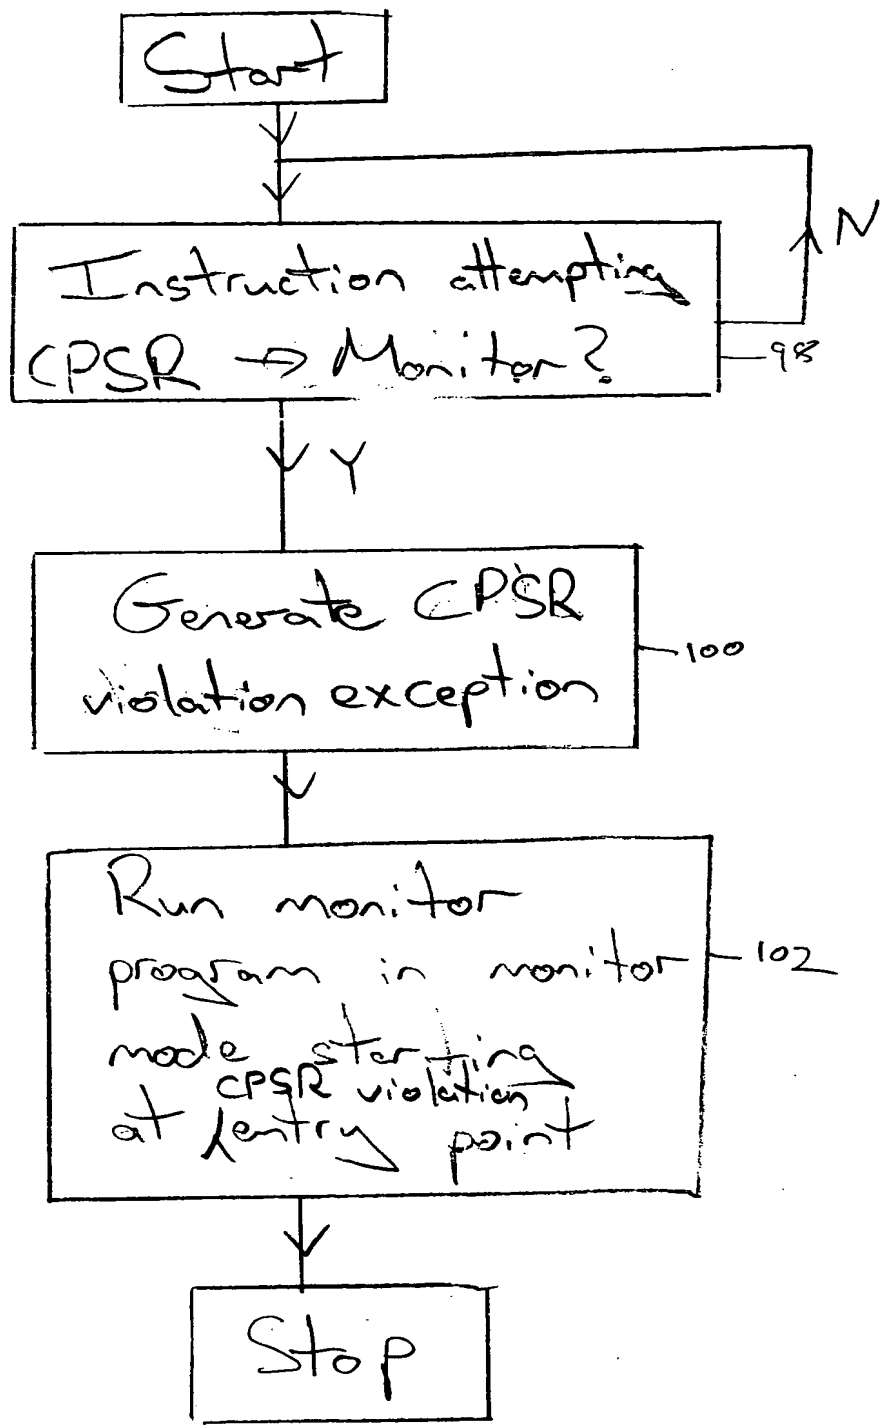 Start
N
Instruction attempting
CPSR → Monitor?
98
Y
Generate CPSR
violation exception
100
Run monitor
program in monitor
102
mode starting
CPSR violation
at entry point
Stop